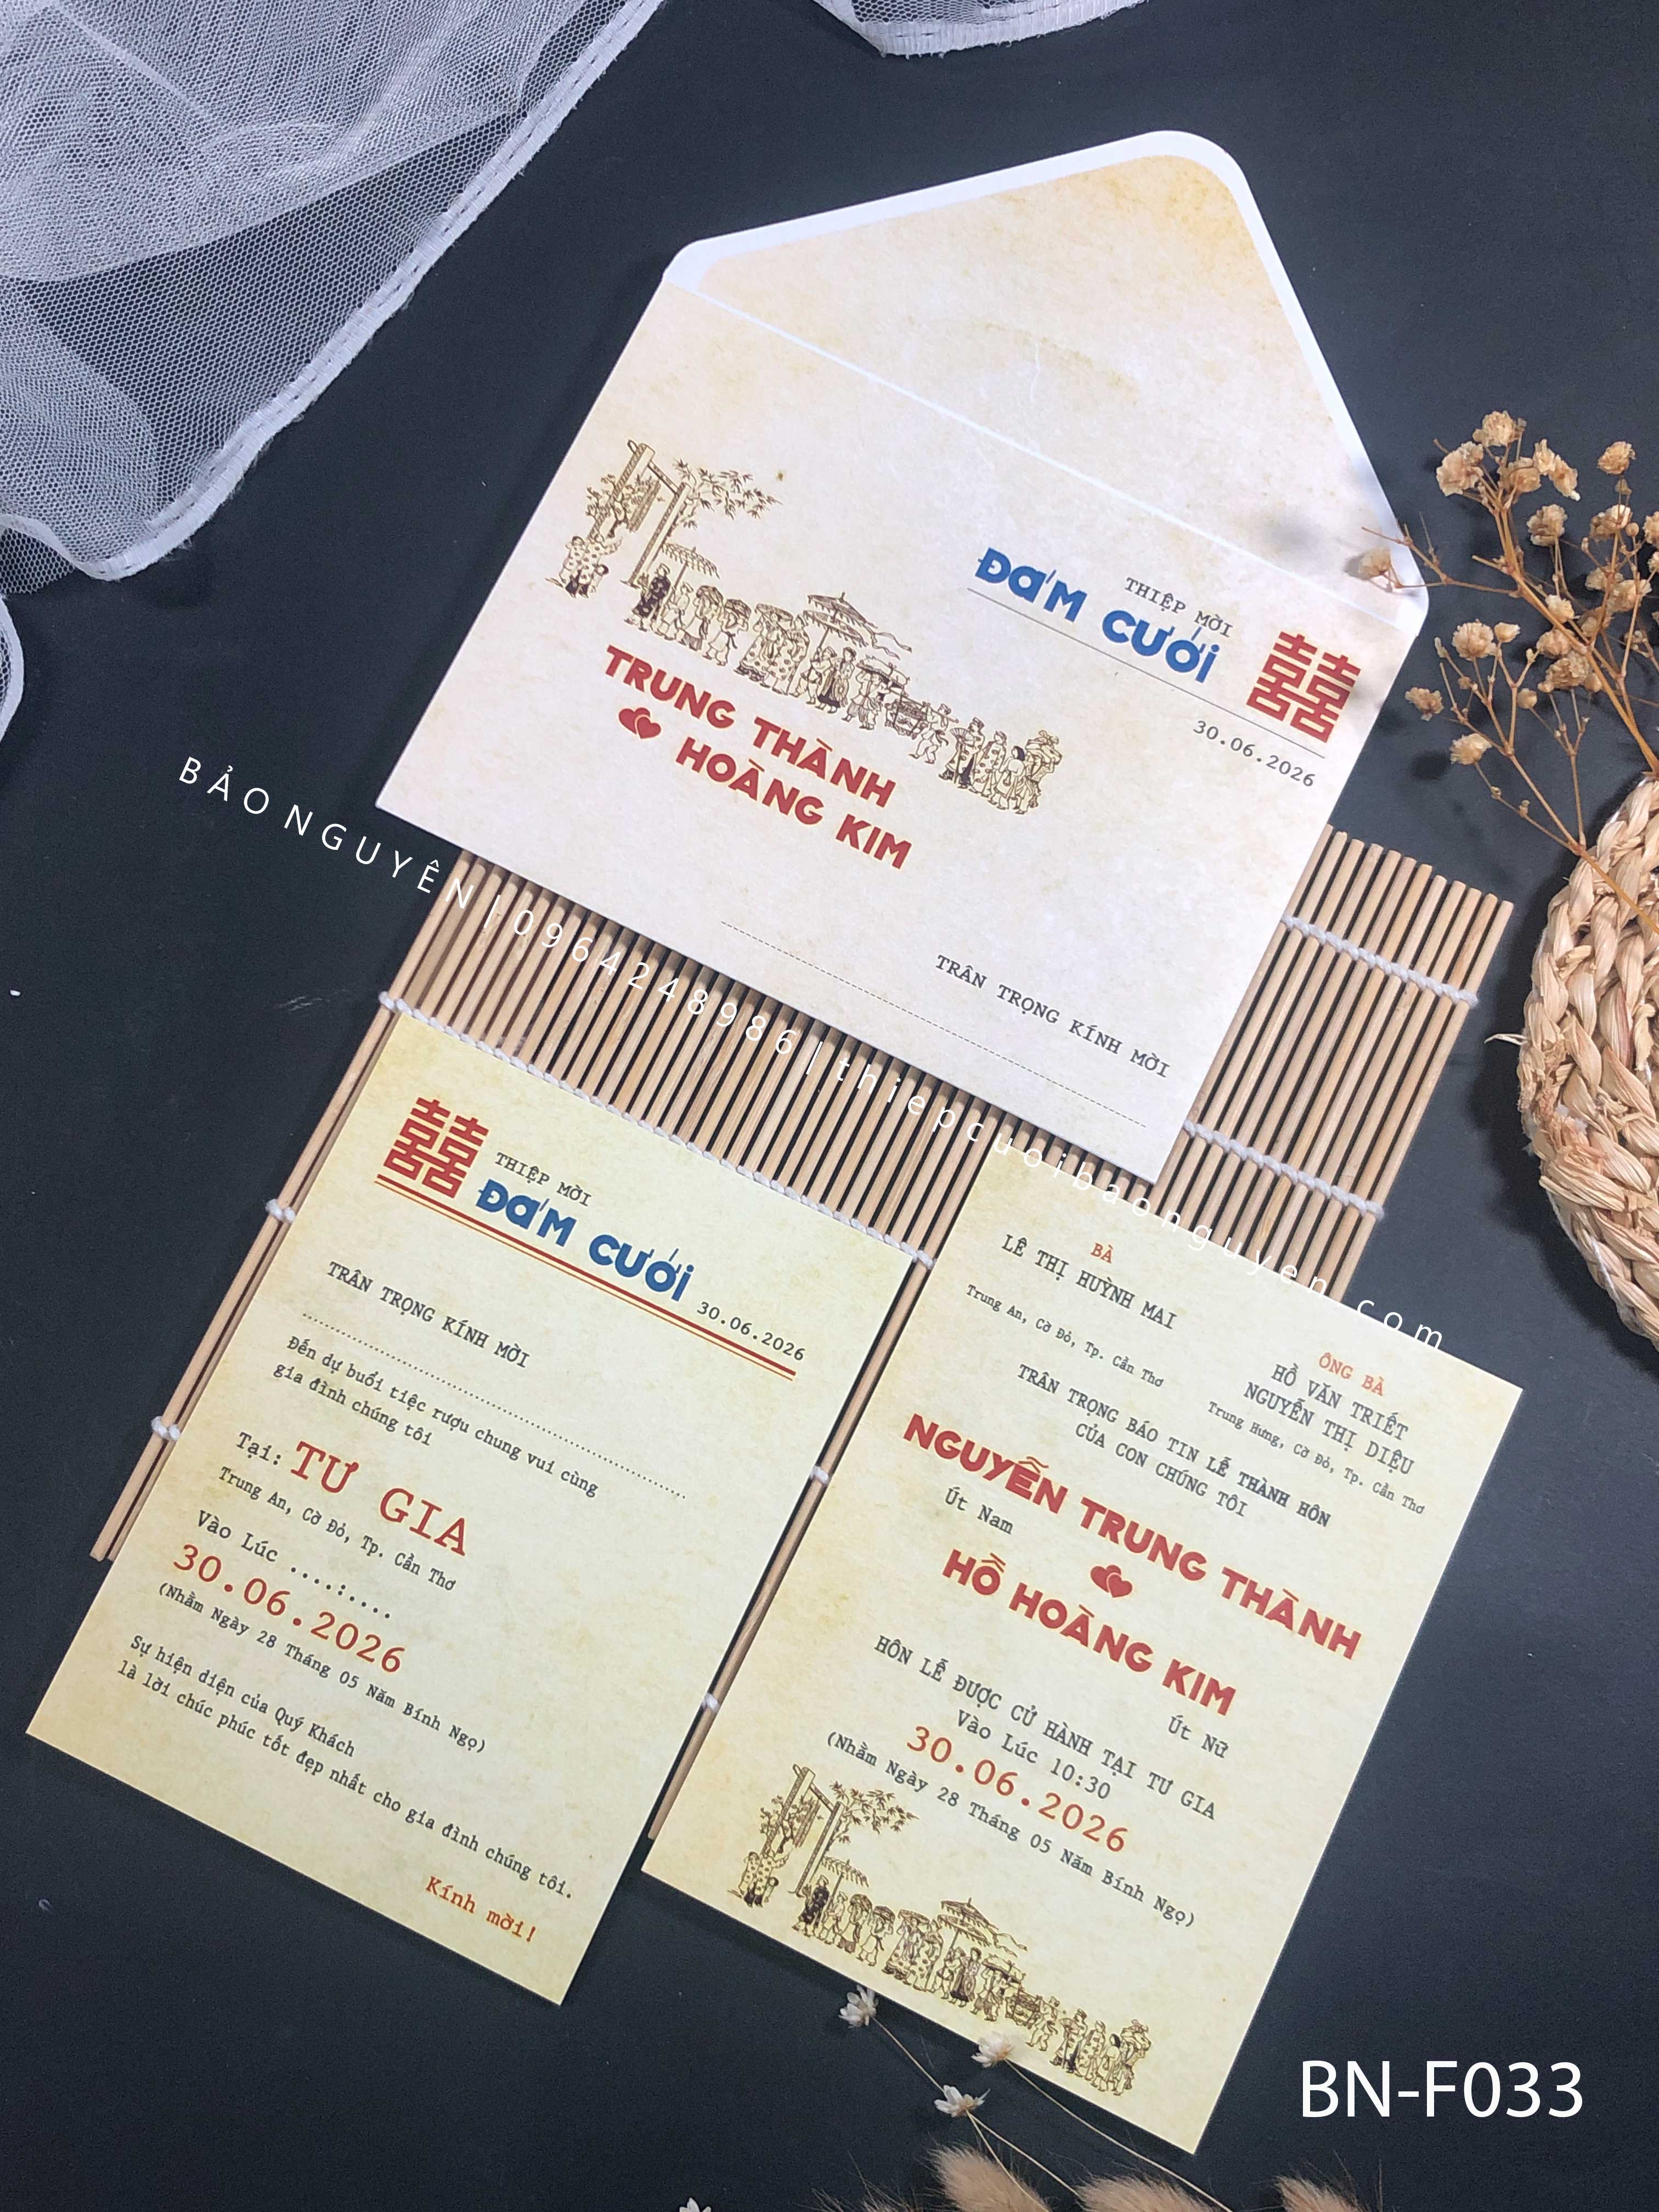 THIỆP MỜI
ĐÁM CƯỚI
囍
30.06.2026
TRUNG THÀNH
HOÀNG KIM
TRÂN TRỌNG KÍNH MỜI
BẢO NGUYÊN | 0964248986 | thiepcuoibaonguyen.com
囍
THIỆP MỜI
ĐÁM CƯỚI
30.06.2026
TRÂN TRỌNG KÍNH MỜI
Đến dự buổi tiệc rượu chung vui cùng
gia đình chúng tôi
Tại: TƯ GIA
Trung An, Cờ Đỏ, Tp. Cần Thơ
Vào Lúc ....:....
30.06.2026
(Nhằm Ngày 28 Tháng 05 Năm Bính Ngọ)
Sự hiện diện của Quý Khách
là lời chúc phúc tốt đẹp nhất cho gia đình chúng tôi.
Kính mời!
BÀ
LÊ THỊ HUỲNH MAI
Trung An, Cờ Đỏ, Tp. Cần Thơ
ÔNG BÀ
HỒ VĂN TRIẾT
NGUYỄN THỊ DIỆU
Trung Hưng, Cờ Đỏ, Tp. Cần Thơ
TRÂN TRỌNG BÁO TIN LỄ THÀNH HÔN
CỦA CON CHÚNG TÔI
NGUYỄN TRUNG THÀNH
Út Nam
HỒ HOÀNG KIM
Út Nữ
HÔN LỄ ĐƯỢC CỬ HÀNH TẠI TƯ GIA
Vào Lúc 10:30
30.06.2026
(Nhằm Ngày 28 Tháng 05 Năm Bính Ngọ)
BN-F033